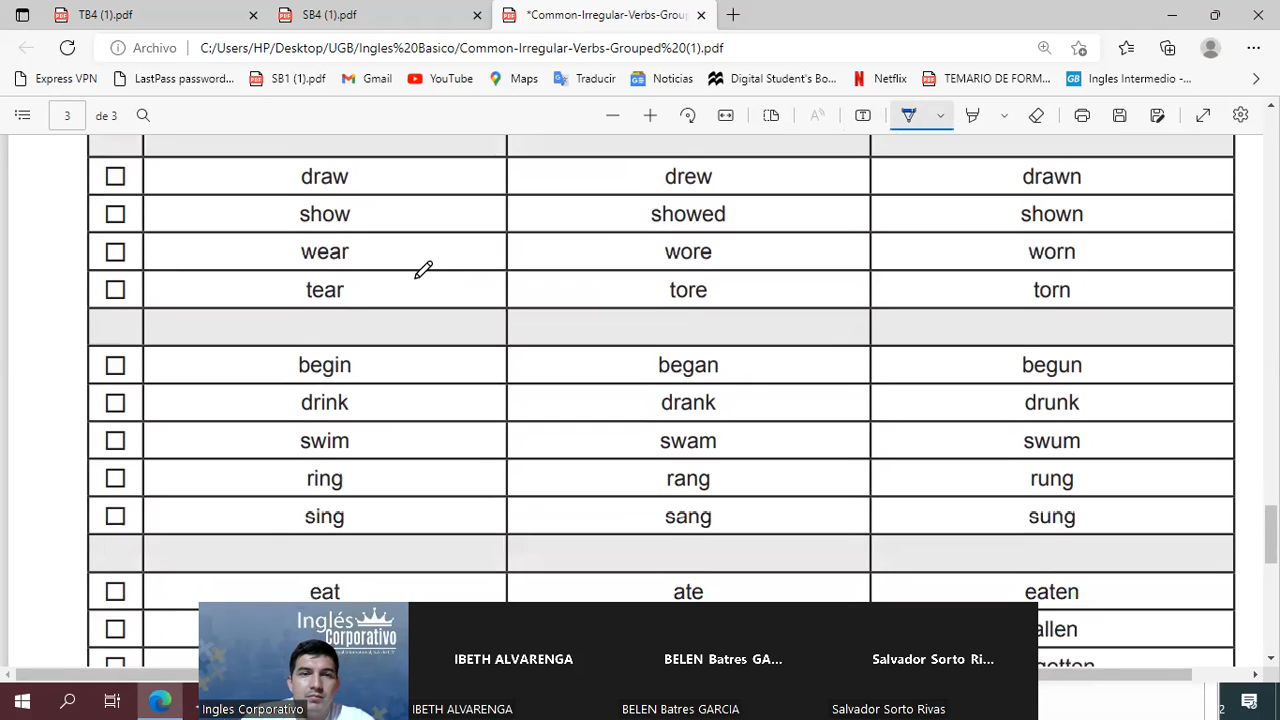 TB4 (1).pdf
SB4 (1).pdf
*Common-Irregular-Verbs-Grou
Archivo C:/Users/HP/Desktop/UGB/Ingles%20Basico/Common-Irregular-Verbs-Grouped%20(1).pdf
Express VPN LastPass password... SB1 (1).pdf Gmail YouTube Maps Traducir Noticias Digital Student's Bo... Netflix TEMARIO DE FORM... Ingles Intermedio -...
3 de 3
draw drew drawn
show showed shown
wear wore worn
tear tore torn
begin began begun
drink drank drunk
swim swam swum
ring rang rung
sing sang sung
eat ate eaten
allen
Inglés
Corporativo
IBETH ALVARENGA BELEN Batres GA... Salvador Sorto Ri...
Ingles Corporativo IBETH ALVARENGA BELEN Batres GARCIA Salvador Sorto Rivas
2